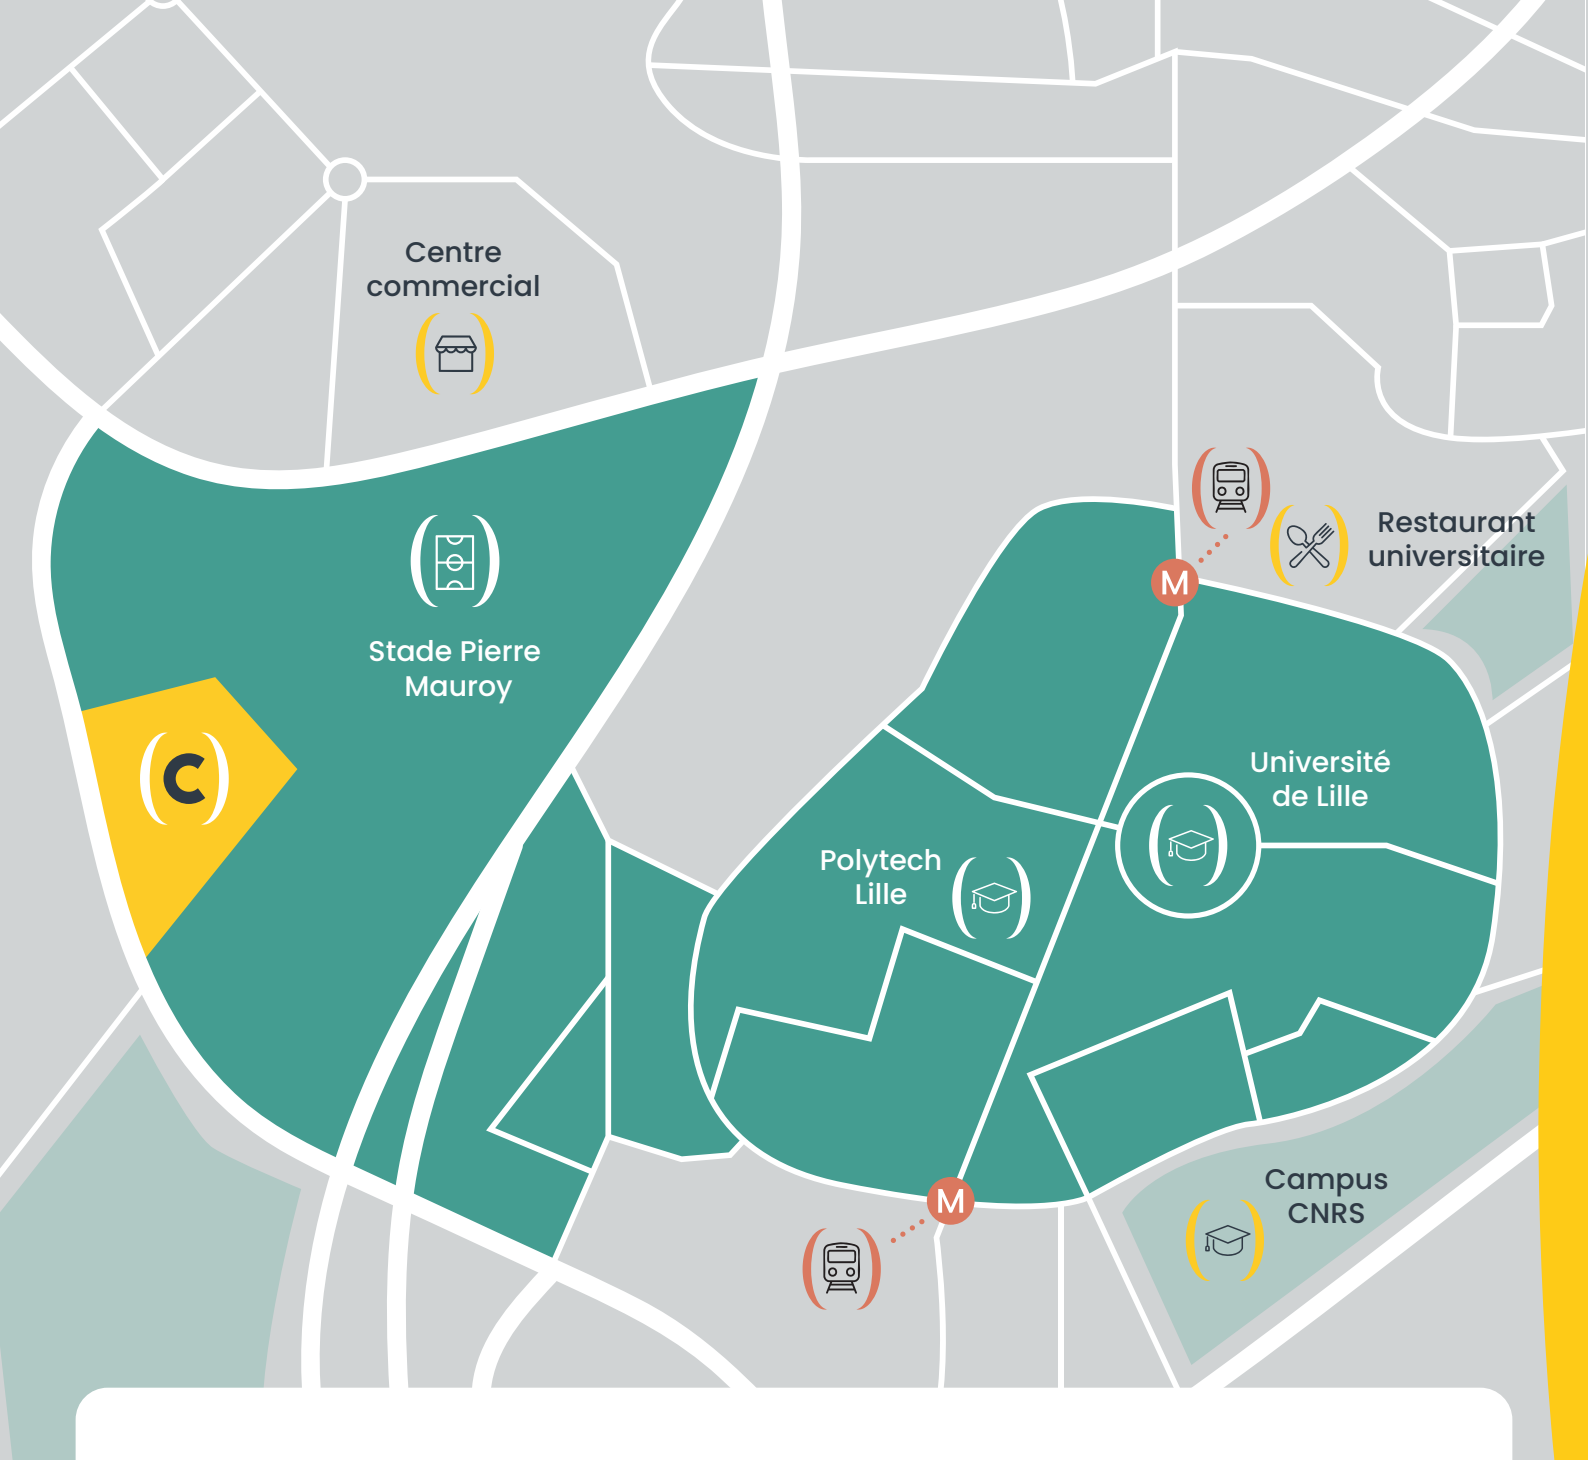 Centre
commercial
Restaurant
universitaire
M
Stade Pierre
Mauroy
C
Université
de Lille
Polytech
Lille
Campus
CNRS
M